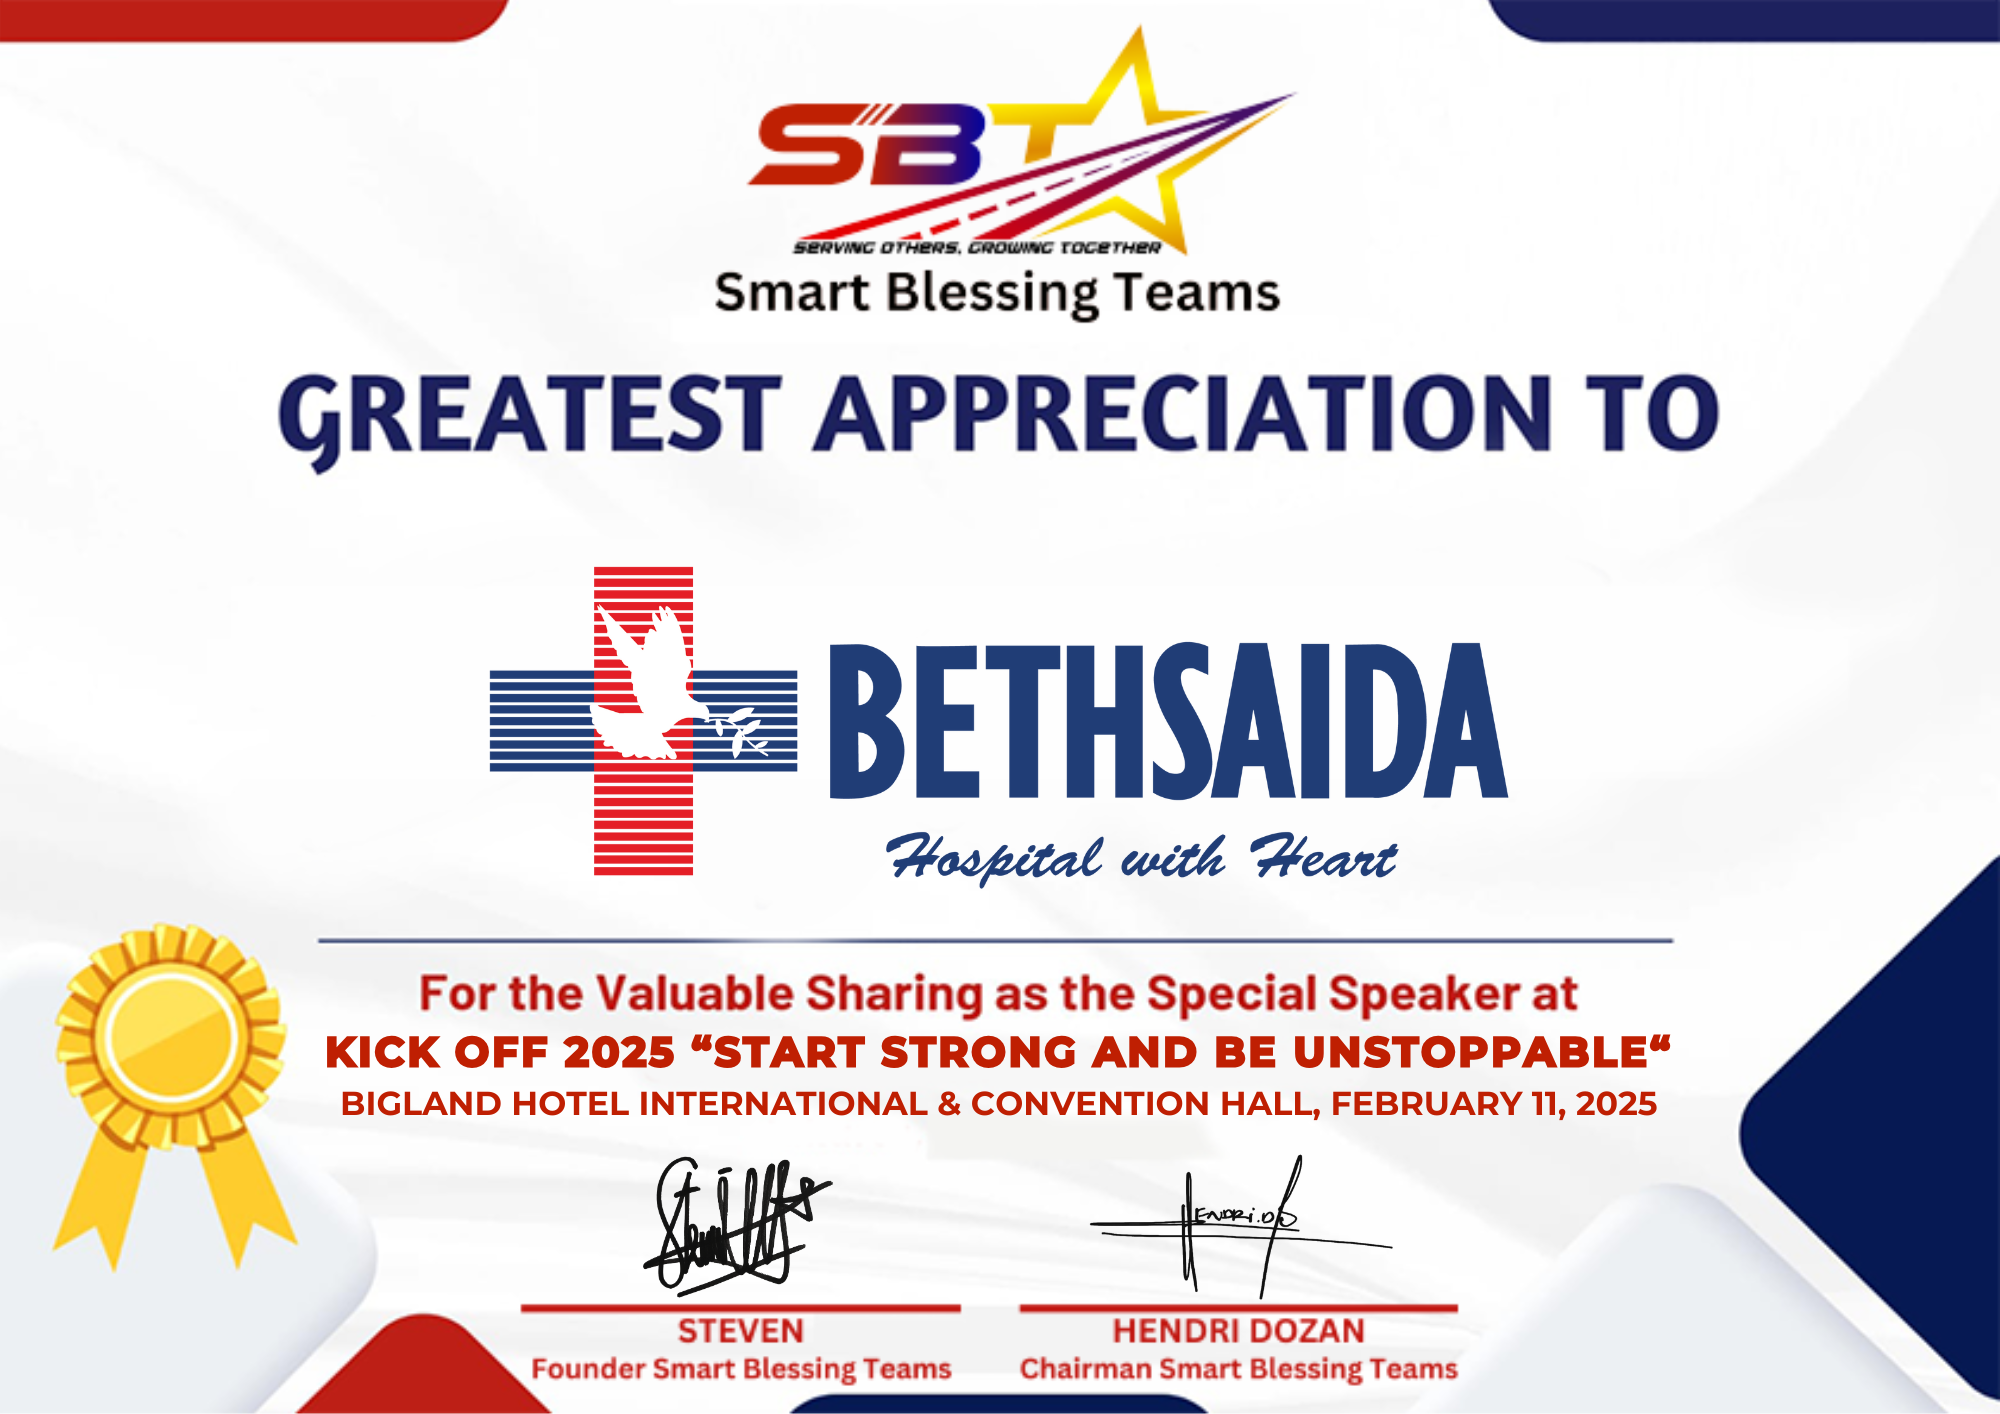 SBT
SERVING OTHERS, GROWING TOGETHER
Smart Blessing Teams
GREATEST APPRECIATION TO
BETHSAIDA
Hospital with Heart
For the Valuable Sharing as the Special Speaker at
KICK OFF 2025 “START STRONG AND BE UNSTOPPABLE“
BIGLAND HOTEL INTERNATIONAL & CONVENTION HALL, FEBRUARY 11, 2025
HENDRI.DO
STEVEN
HENDRI DOZAN
Founder Smart Blessing Teams
Chairman Smart Blessing Teams